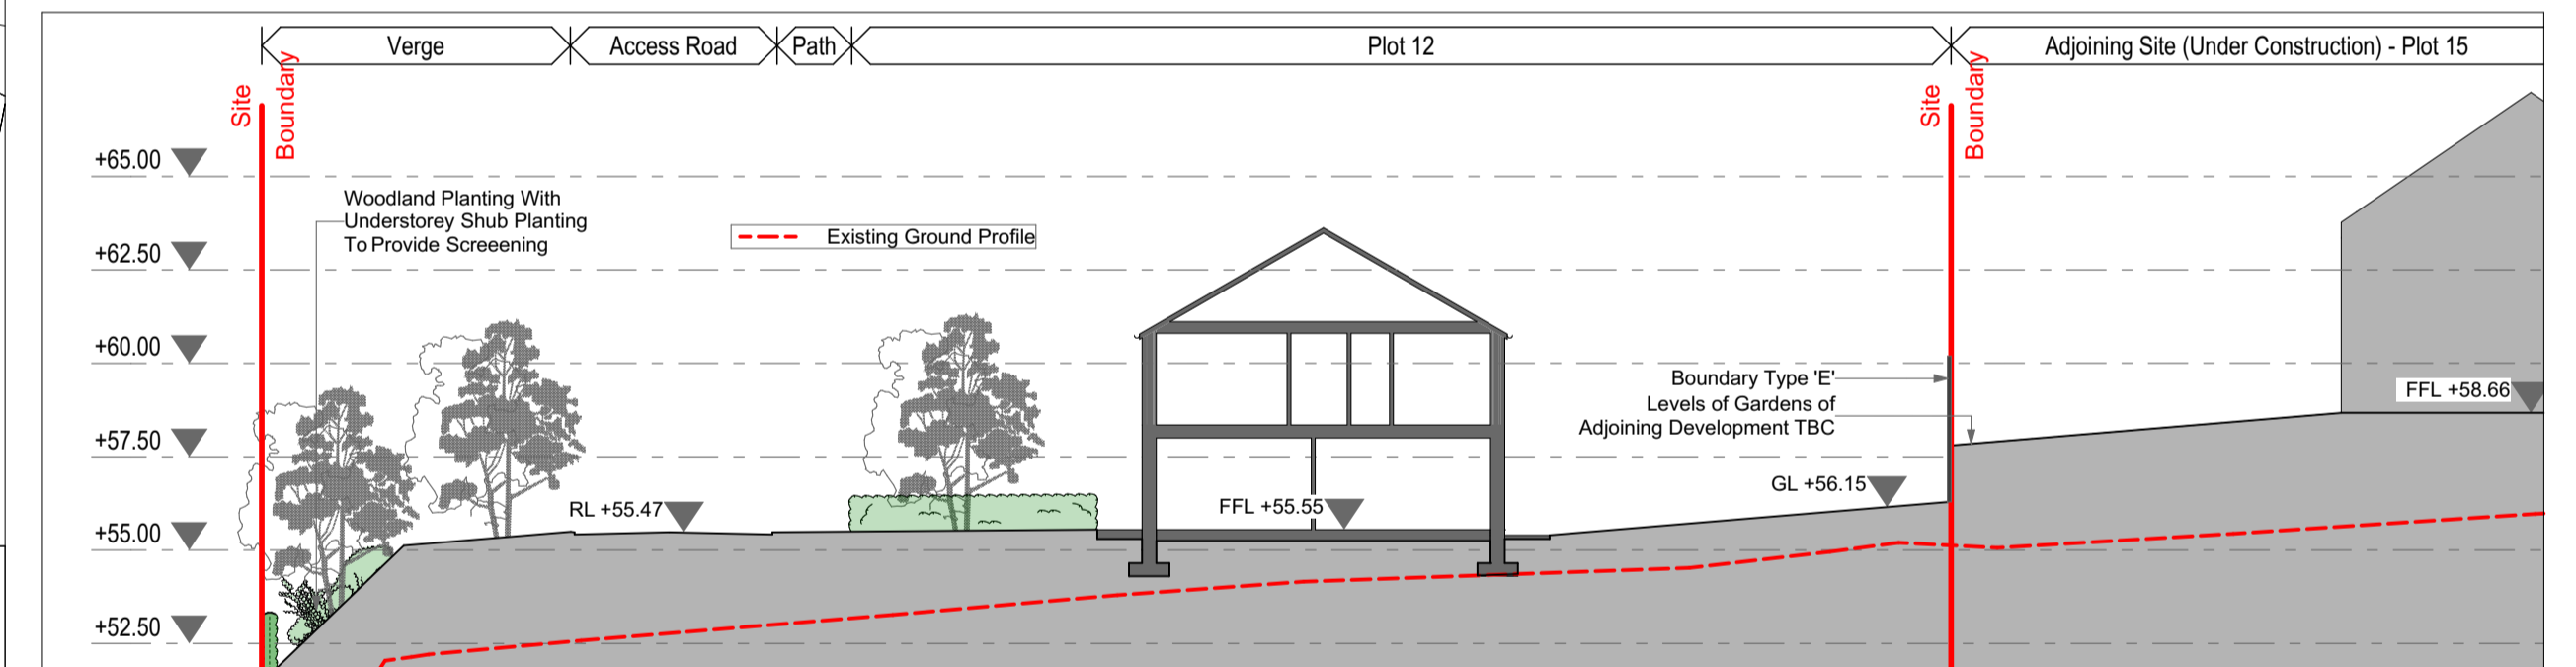 Verge
Access Road
Path
Plot 12
Adjoining Site (Under Construction) - Plot 15
Site
Boundary
Site
Boundary
+65.00
Woodland Planting With
Understorey Shub Planting
To Provide Screeening
Existing Ground Profile
+62.50
+60.00
Boundary Type 'E'
Levels of Gardens of
Adjoining Development TBC
FFL +58.66
+57.50
GL +56.15
RL +55.47
FFL +55.55
+55.00
+52.50